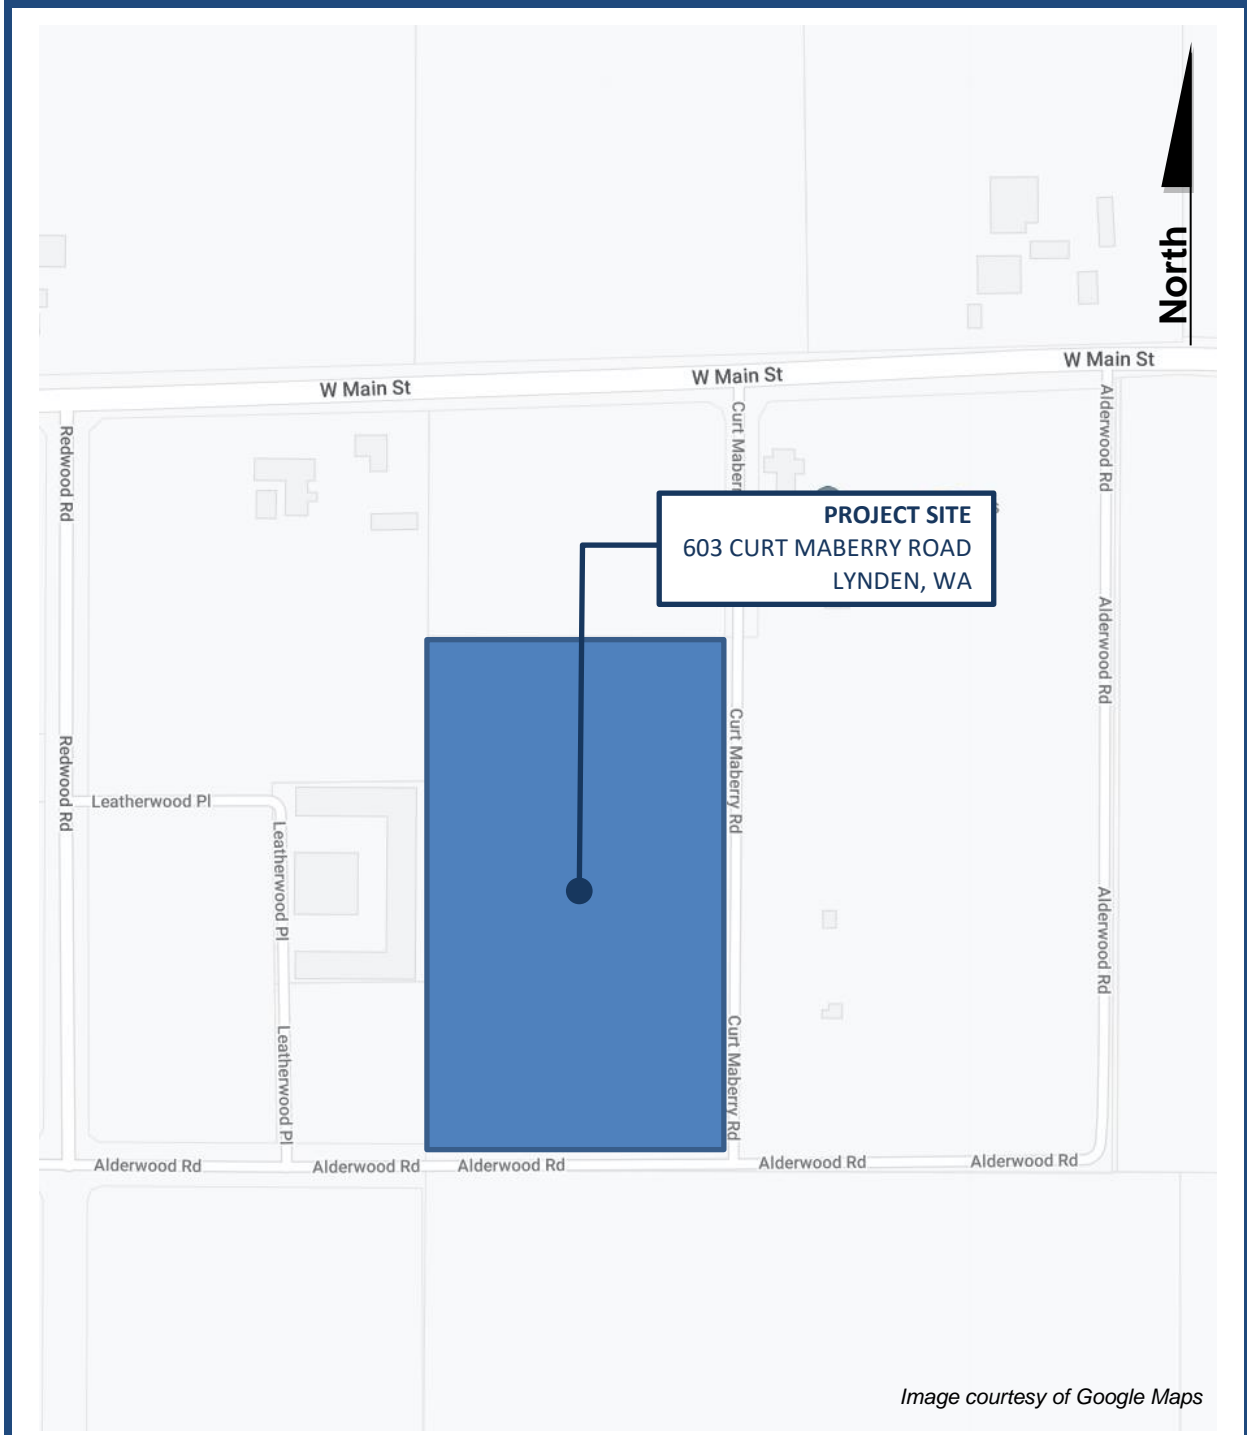 North
W Main St
W Main St
W Main St
Redwood Rd
Curt Maberr
Alderwood Rd
PROJECT SITE
603 CURT MABERRY ROAD
LYNDEN, WA
Alderwood Rd
Redwood Rd
Curt Maberry Rd
Leatherwood Pl
Leatherwood Pl
Alderwood Rd
Leatherwood Pl
Curt Maberry Rd
Alderwood Rd
Alderwood Rd
Alderwood Rd
Alderwood Rd
Alderwood Rd
Image courtesy of Google Maps